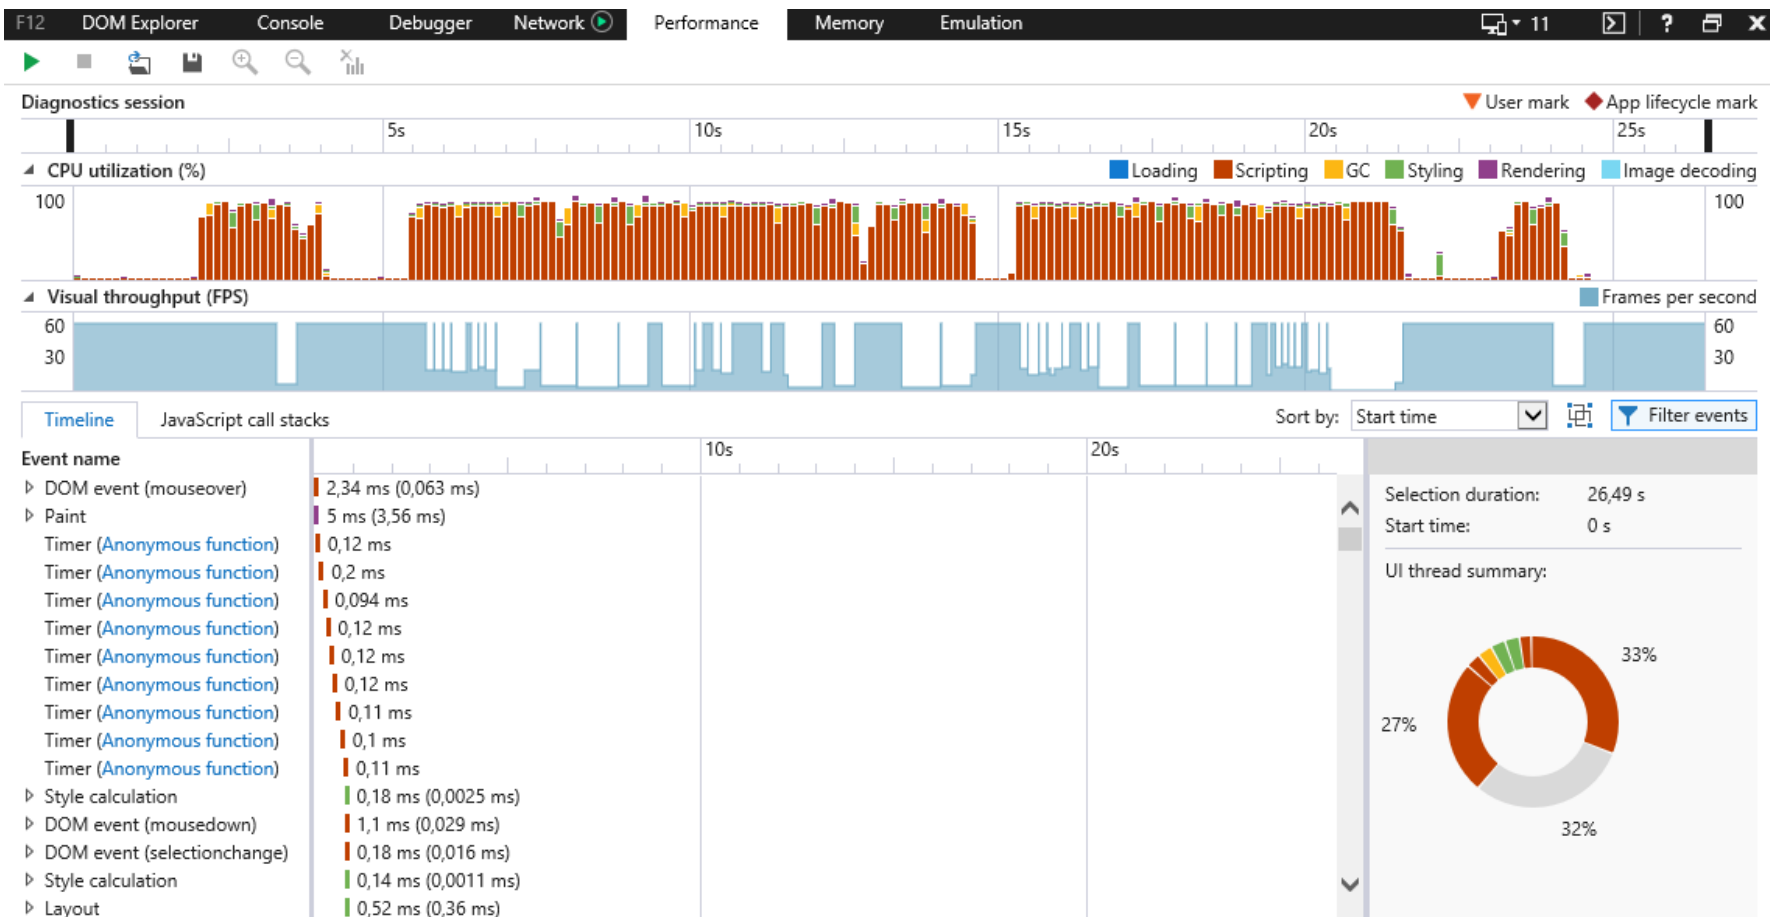 F12 DOM Explorer Console Debugger Network Performance Memory Emulation 11 ?
Diagnostics session User mark App lifecycle mark
5s 10s 15s 20s 25s
CPU utilization (%) Loading Scripting GC Styling Rendering Image decoding
100 100
Visual throughput (FPS) Frames per second
60 60
30 30
Timeline JavaScript call stacks Sort by: Start time Filter events
Event name 10s 20s
DOM event (mouseover) 2,34 ms (0,063 ms)
Paint 5 ms (3,56 ms)
Timer (Anonymous function) 0,12 ms
Timer (Anonymous function) 0,2 ms
Timer (Anonymous function) 0,094 ms
Timer (Anonymous function) 0,12 ms
Timer (Anonymous function) 0,12 ms
Timer (Anonymous function) 0,12 ms
Timer (Anonymous function) 0,11 ms
Timer (Anonymous function) 0,1 ms
Timer (Anonymous function) 0,11 ms
Style calculation 0,18 ms (0,0025 ms)
DOM event (mousedown) 1,1 ms (0,029 ms)
DOM event (selectionchange) 0,18 ms (0,016 ms)
Style calculation 0,14 ms (0,0011 ms)
Layout 0,52 ms (0,36 ms)
Selection duration: 26,49 s
Start time: 0 s
UI thread summary:
33%
27%
32%